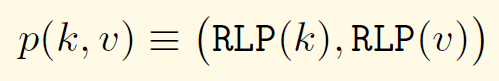 p(k, v) ≡ (RLP(k), RLP(v))